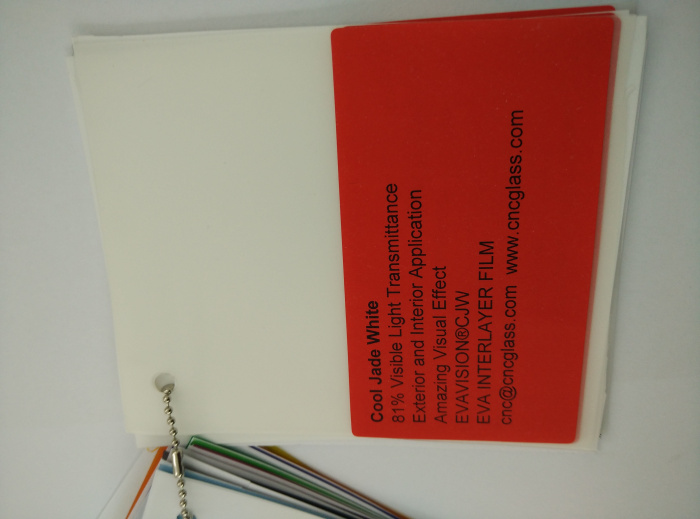 Cool Jade White
81% Visible Light Transmittance
Exterior and Interior Application
Amazing Visual Effect
EVAVISION®CJW
EVA INTERLAYER FILM
cnc@cncglass.com www.cncglass.com